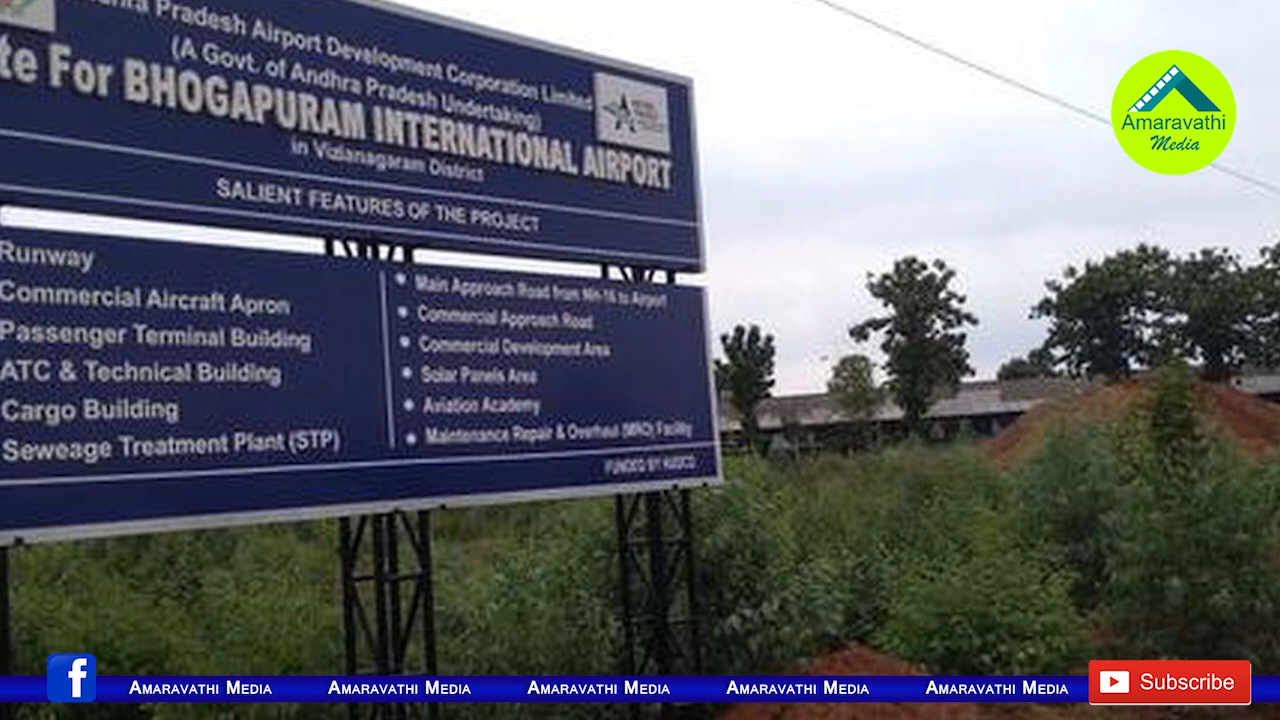 Andhra Pradesh Airport Development Corporation Limited
(A Govt. of Andhra Pradesh Undertaking)
te For BHOGAPURAM INTERNATIONAL AIRPORT
in Vizianagaram District
SALIENT FEATURES OF THE PROJECT
Runway
Commercial Aircraft Apron
Passenger Terminal Building
ATC & Technical Building
Cargo Building
Seweage Treatment Plant (STP)
Main Approach Road from NH-16 to Airport
Commercial Approach Road
Commercial Development Area
Solar Panels Area
Aviation Academy
Maintenance Repair & Overhaul (MRO) Facility
FUNDED BY HUDCO
Amaravathi
Media
f
AMARAVATHI MEDIA AMARAVATHI MEDIA AMARAVATHI MEDIA AMARAVATHI MEDIA AMARAVATHI MEDIA
Subscribe